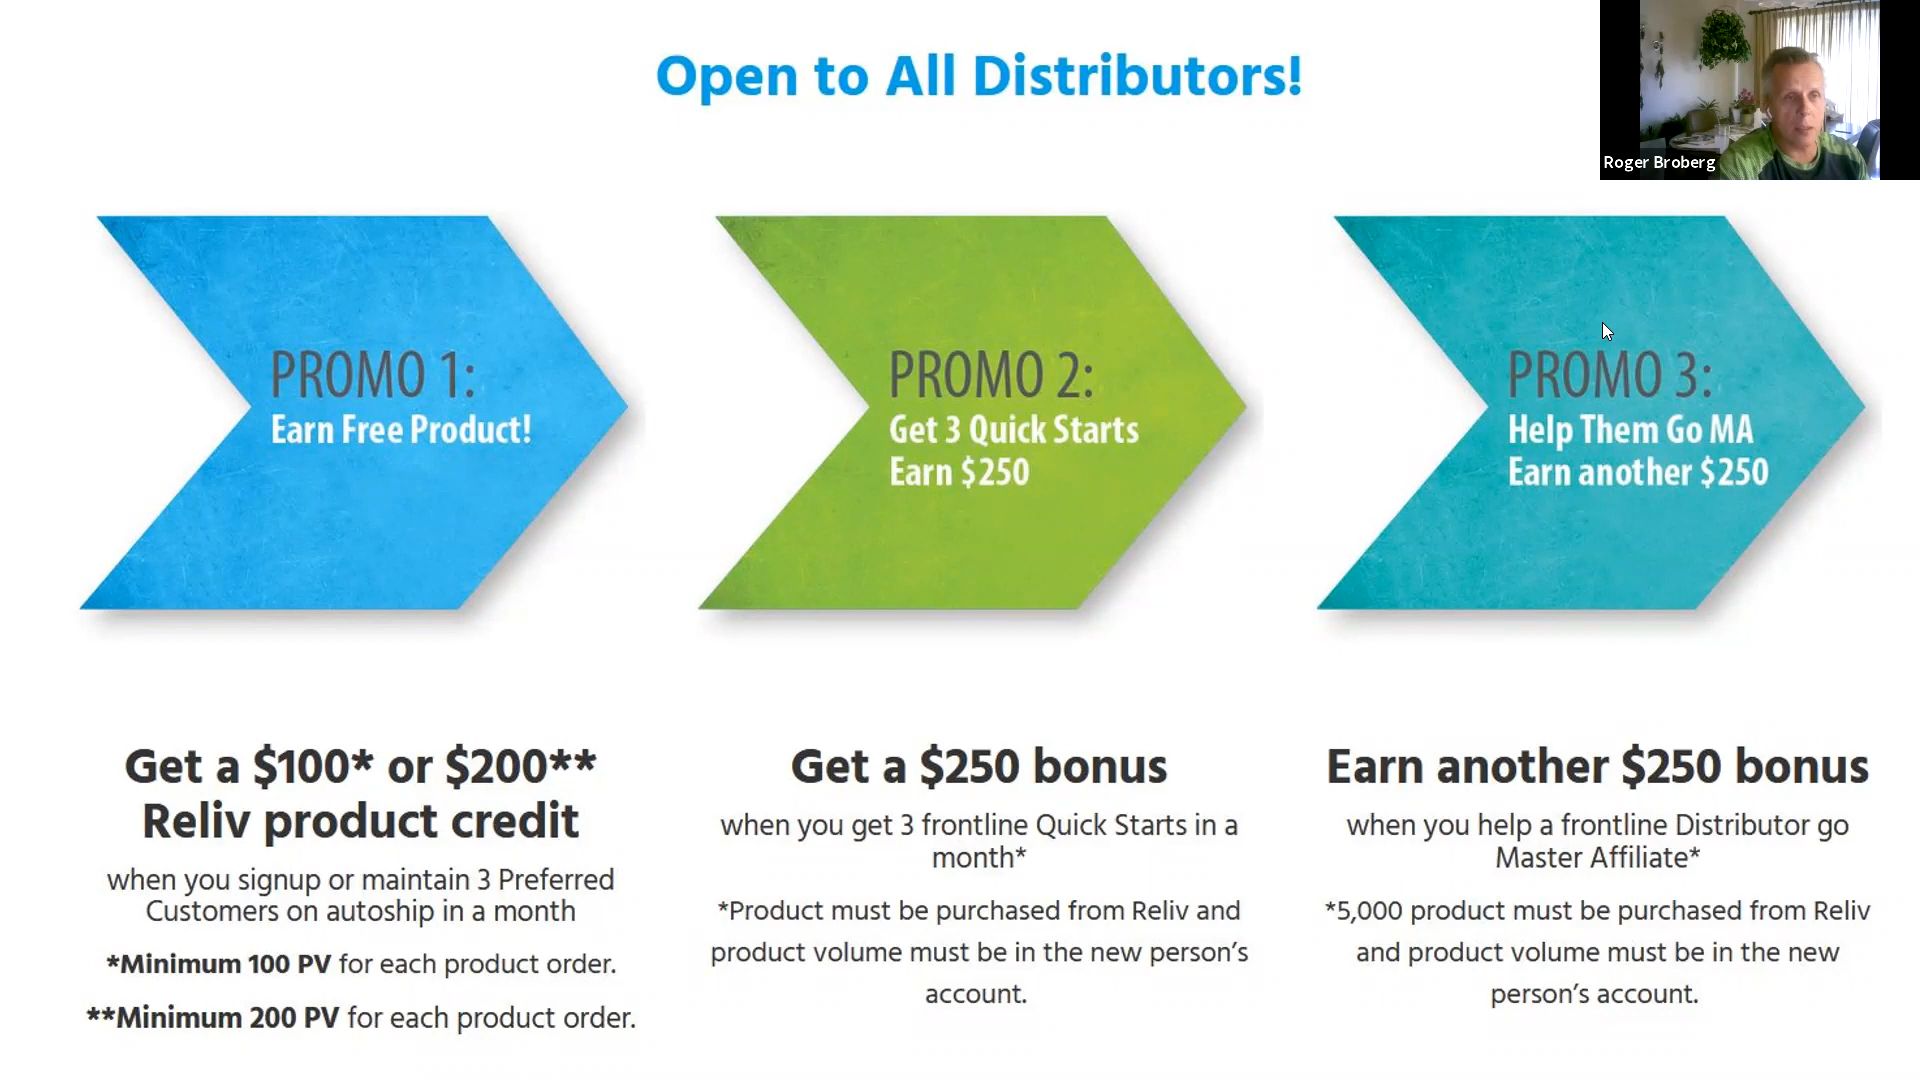 Open to All Distributors!
Roger Broberg
PROMO 1:
Earn Free Product!
PROMO 2:
Get 3 Quick Starts
Earn $250
PROMO 3:
Help Them Go MA
Earn another $250
Get a $100* or $200**
Reliv product credit
when you signup or maintain 3 Preferred
Customers on autoship in a month
*Minimum 100 PV for each product order.
**Minimum 200 PV for each product order.
Get a $250 bonus
when you get 3 frontline Quick Starts in a
month*
*Product must be purchased from Reliv and
product volume must be in the new person’s
account.
Earn another $250 bonus
when you help a frontline Distributor go
Master Affiliate*
*5,000 product must be purchased from Reliv
and product volume must be in the new
person’s account.